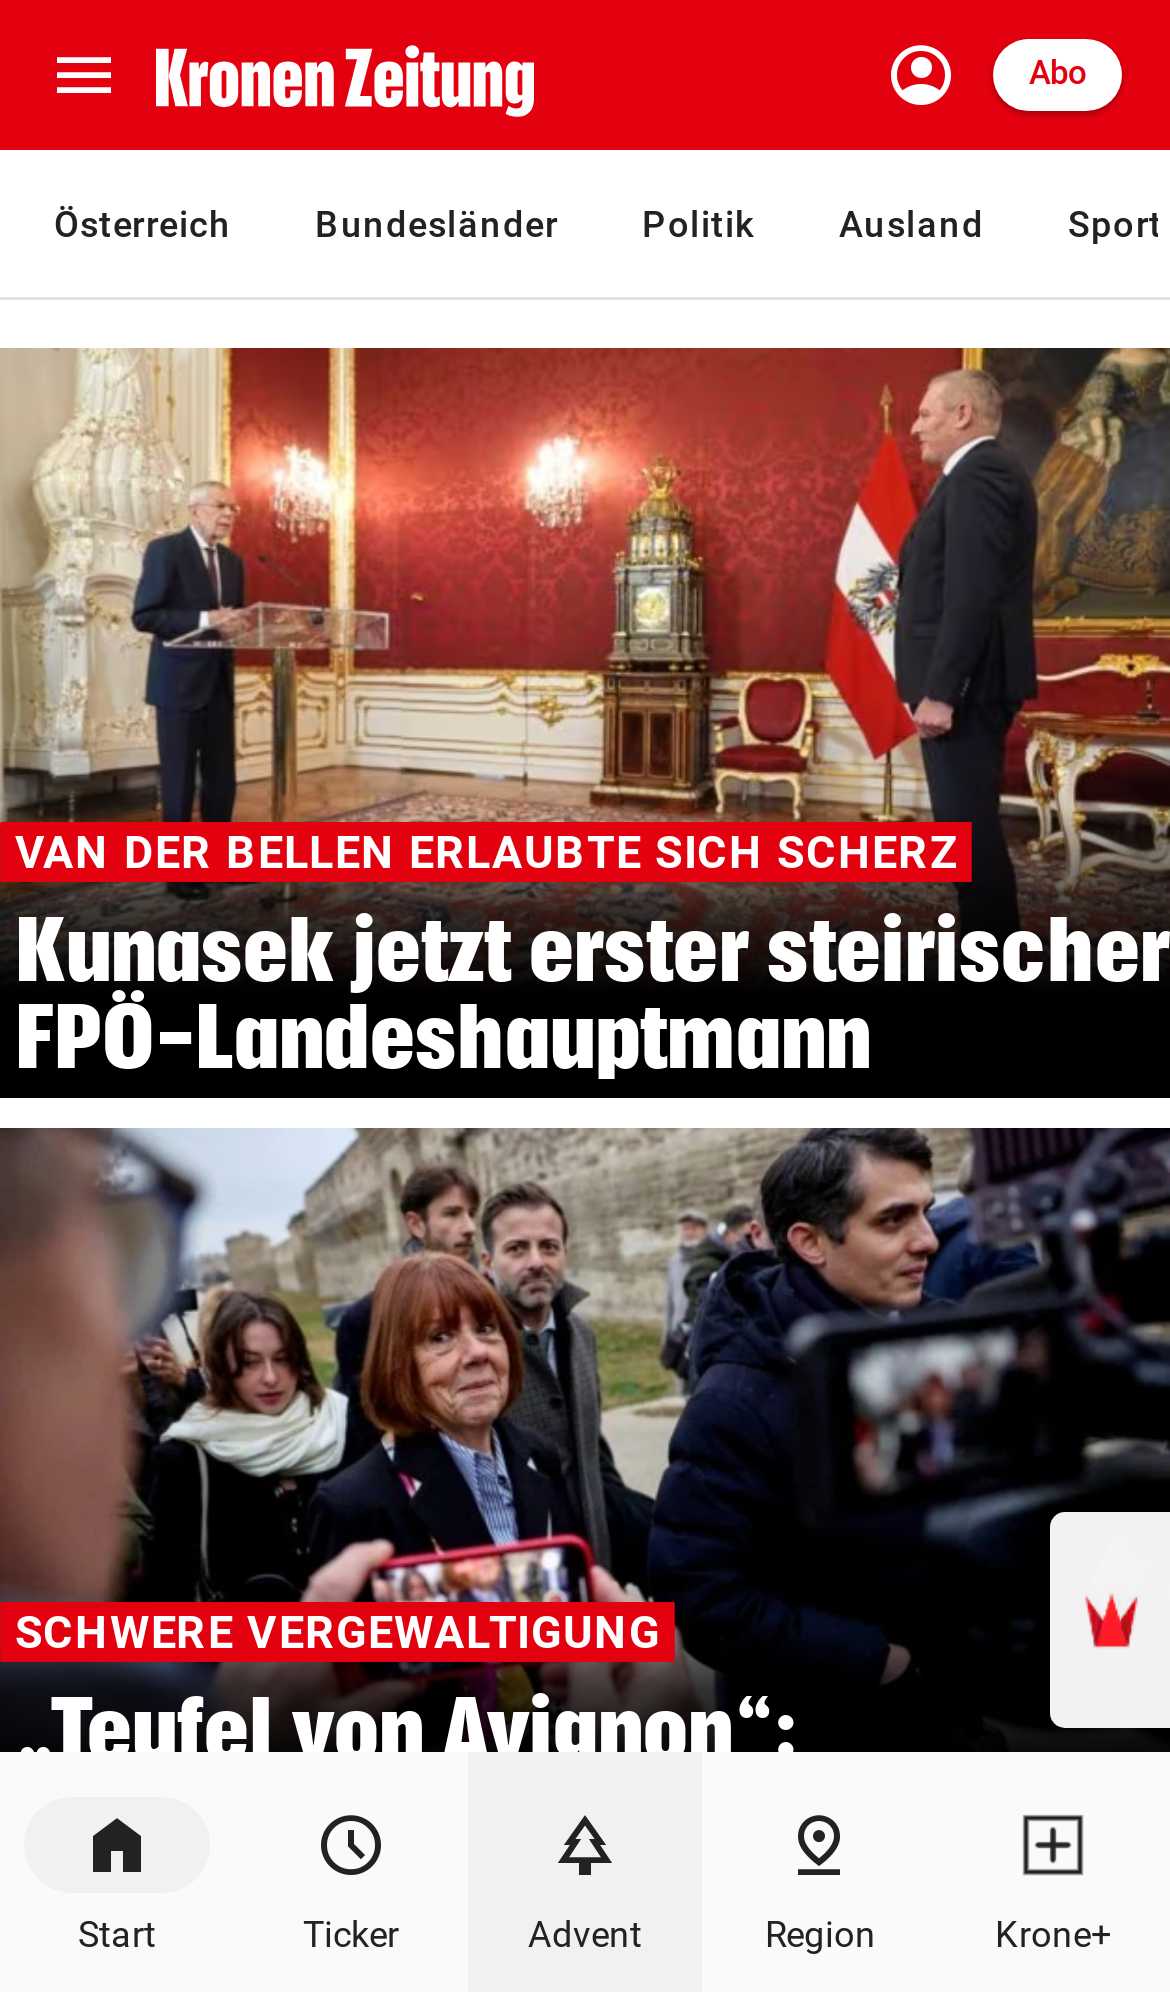 Kronen Zeitung
Abo
Österreich Bundesländer Politik Ausland Sport
VAN DER BELLEN ERLAUBTE SICH SCHERZ
Kunasek jetzt erster steirischer
FPÖ-Landeshauptmann
SCHWERE VERGEWALTIGUNG
„Teufel von Avignon“:
Start Ticker Advent Region Krone+